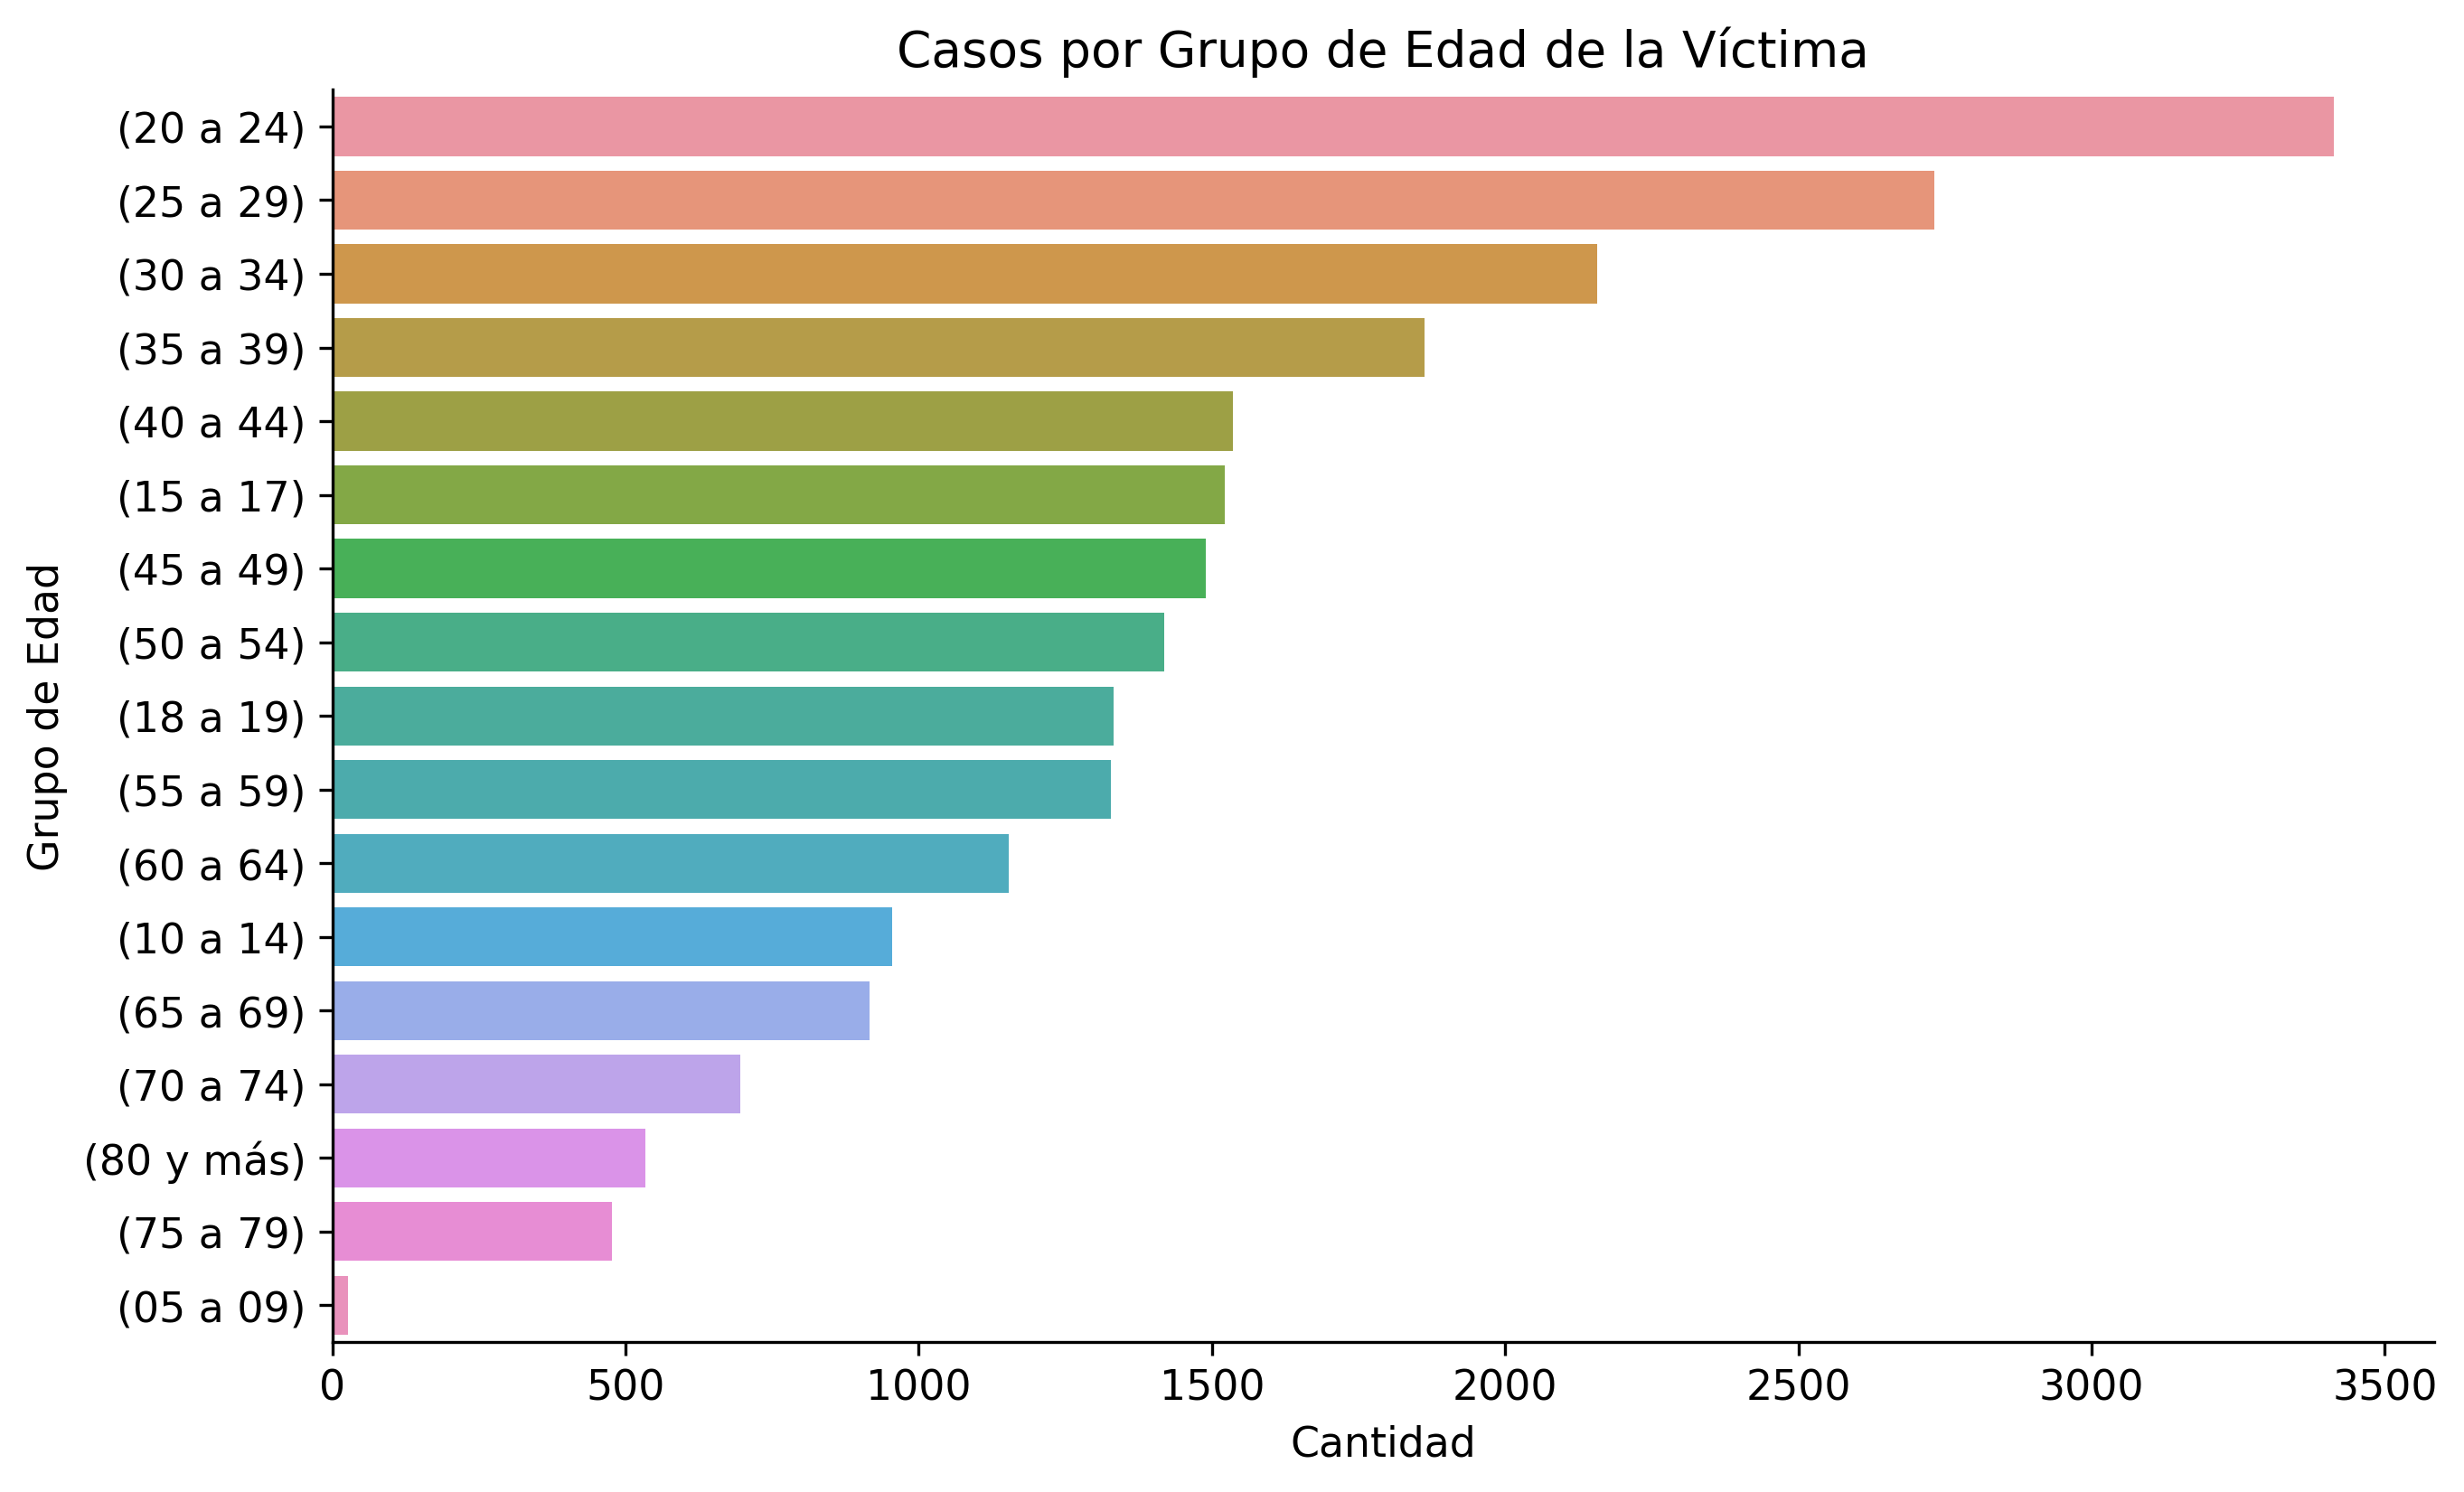 Casos por Grupo de Edad de la Víctima
Grupo de Edad
(20 a 24)
(25 a 29)
(30 a 34)
(35 a 39)
(40 a 44)
(15 a 17)
(45 a 49)
(50 a 54)
(18 a 19)
(55 a 59)
(60 a 64)
(10 a 14)
(65 a 69)
(70 a 74)
(80 y más)
(75 a 79)
(05 a 09)
0 500 1000 1500 2000 2500 3000 3500
Cantidad